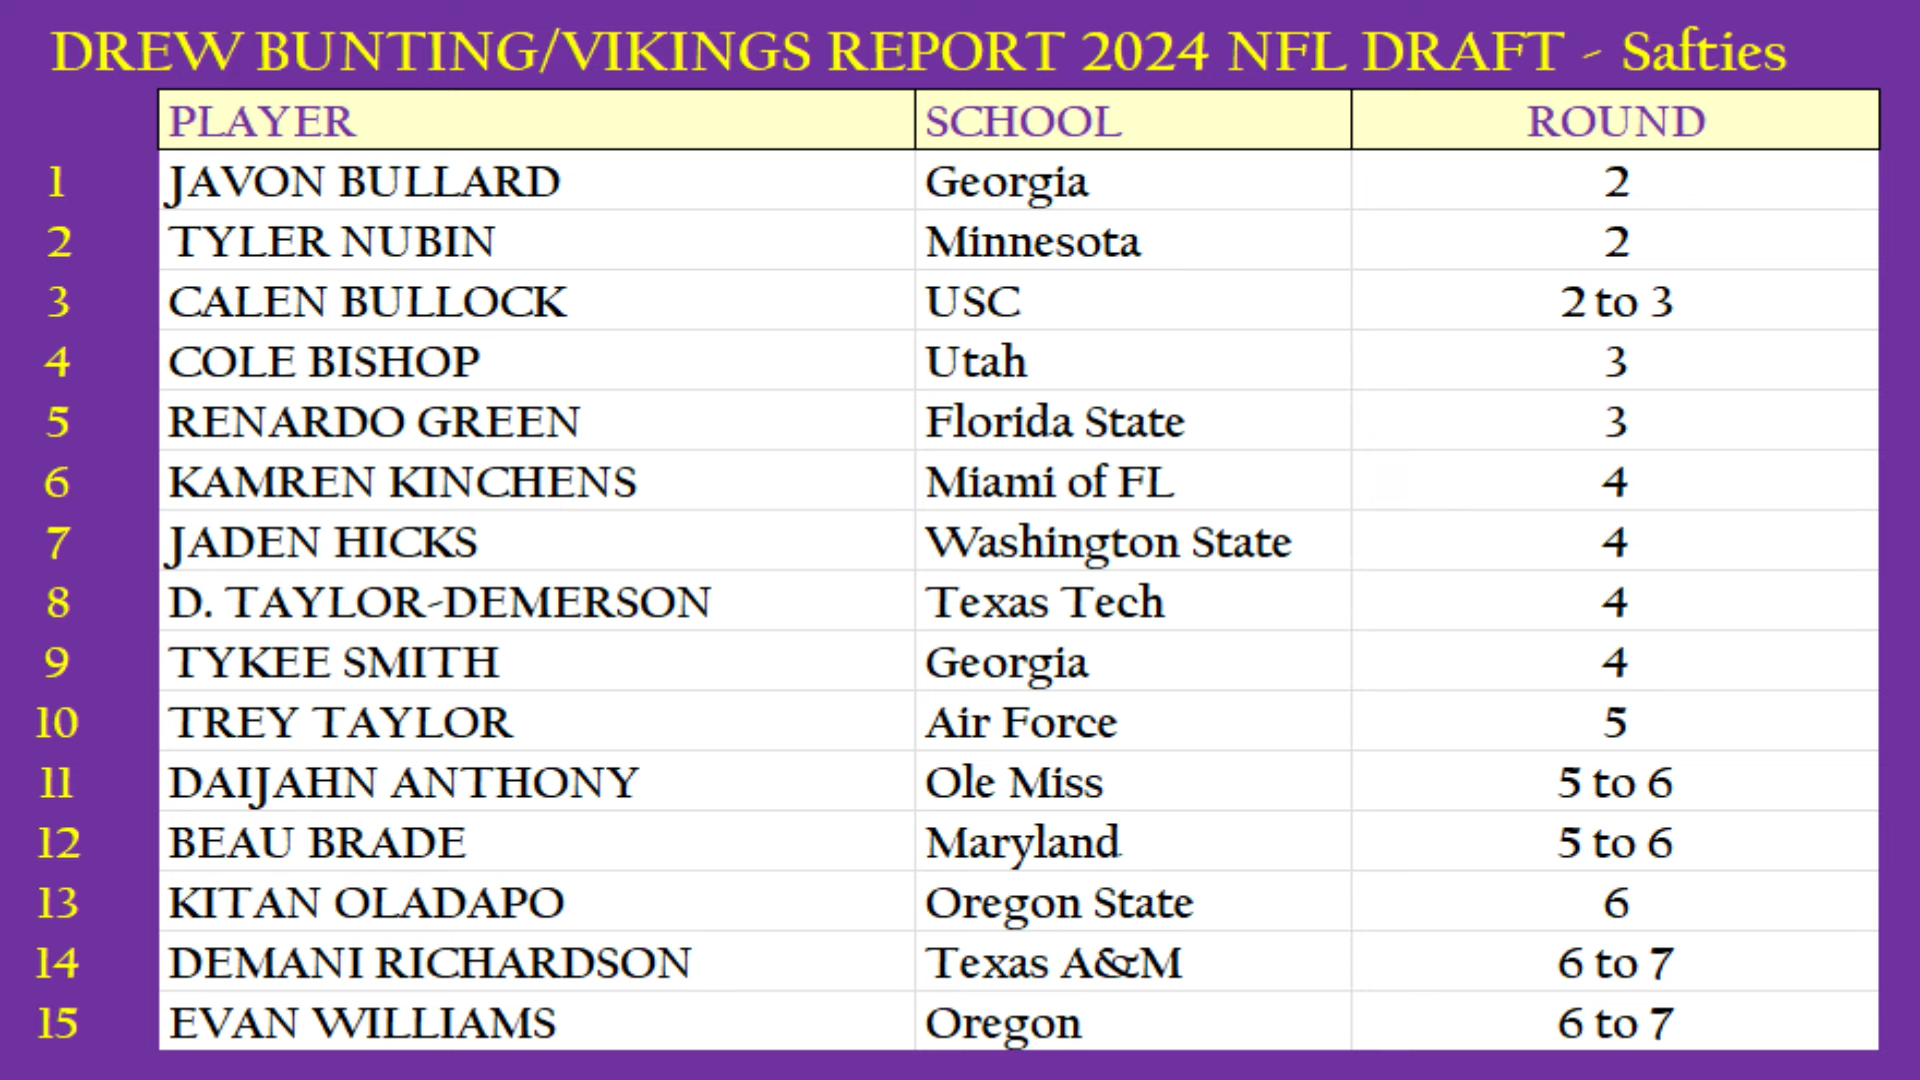 DREW BUNTING/VIKINGS REPORT 2024 NFL DRAFT - Safties
PLAYER SCHOOL ROUND
1 JAVON BULLARD Georgia 2
2 TYLER NUBIN Minnesota 2
3 CALEN BULLOCK USC 2 to 3
4 COLE BISHOP Utah 3
5 RENARDO GREEN Florida State 3
6 KAMREN KINCHENS Miami of FL 4
7 JADEN HICKS Washington State 4
8 D. TAYLOR-DEMERSON Texas Tech 4
9 TYKEE SMITH Georgia 4
10 TREY TAYLOR Air Force 5
11 DAIJAHN ANTHONY Ole Miss 5 to 6
12 BEAU BRADE Maryland 5 to 6
13 KITAN OLADAPO Oregon State 6
14 DEMANI RICHARDSON Texas A&M 6 to 7
15 EVAN WILLIAMS Oregon 6 to 7